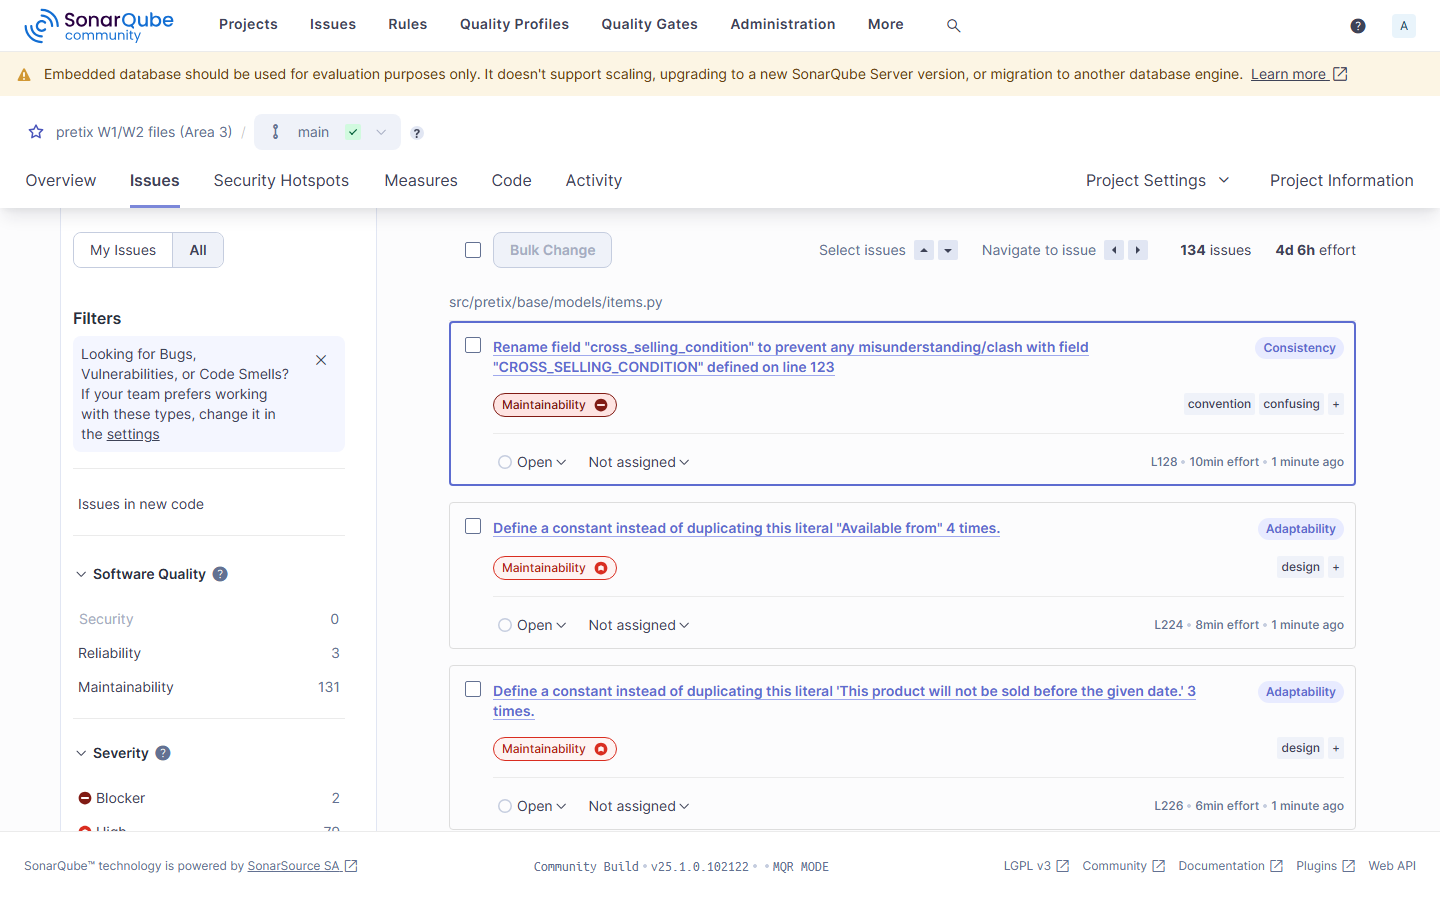 SonarQube community
Projects Issues Rules Quality Profiles Quality Gates Administration More
? A
Embedded database should be used for evaluation purposes only. It doesn't support scaling, upgrading to a new SonarQube Server version, or migration to another database engine. Learn more
pretix W1/W2 files (Area 3) / main ?
Overview Issues Security Hotspots Measures Code Activity Project Settings Project Information
My Issues All
Bulk Change Select issues Navigate to issue 134 issues 4d 6h effort
Filters
Looking for Bugs,
Vulnerabilities, or Code Smells?
If your team prefers working
with these types, change it in
the settings
Issues in new code
Software Quality ?
Security 0
Reliability 3
Maintainability 131
Severity ?
Blocker 2
High 79
src/pretix/base/models/items.py
Rename field "cross_selling_condition" to prevent any misunderstanding/clash with field
"CROSS_SELLING_CONDITION" defined on line 123
Consistency
Maintainability
convention confusing +
Open Not assigned
L128 • 10min effort • 1 minute ago
Define a constant instead of duplicating this literal "Available from" 4 times.
Adaptability
Maintainability
design +
Open Not assigned
L224 • 8min effort • 1 minute ago
Define a constant instead of duplicating this literal 'This product will not be sold before the given date.' 3
times.
Adaptability
Maintainability
design +
Open Not assigned
L226 • 6min effort • 1 minute ago
SonarQube™ technology is powered by SonarSource SA
Community Build • v25.1.0.102122 • • MQR MODE
LGPL v3 Community Documentation Plugins Web API